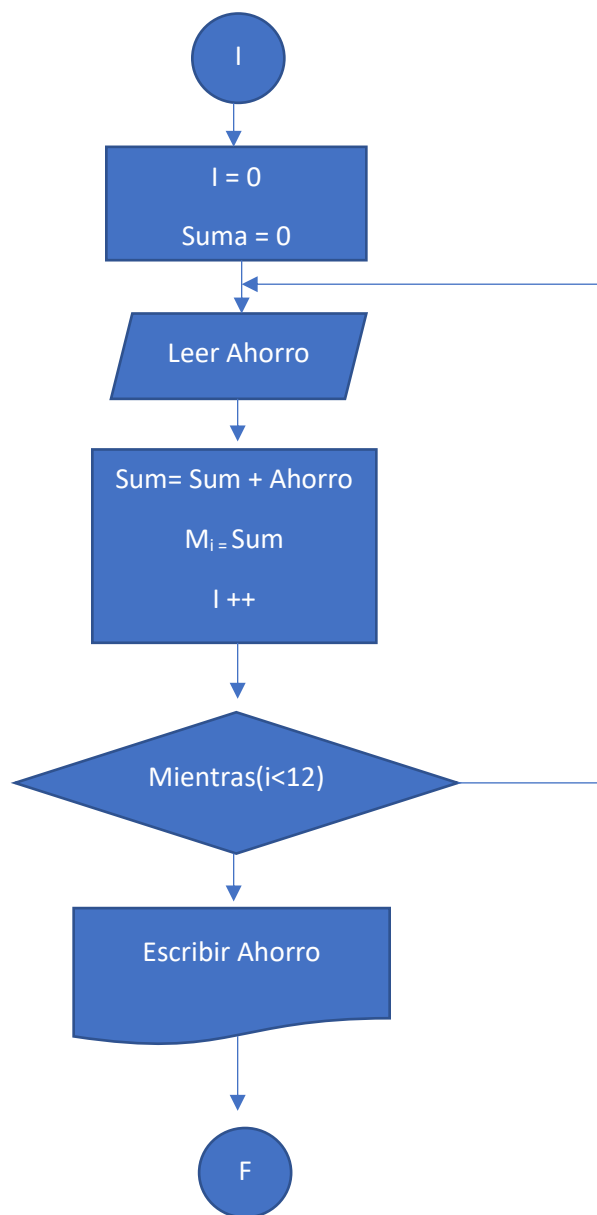 I
I = 0
Suma = 0
Leer Ahorro
Sum= Sum + Ahorro
Mᵢ ₌ Sum
I ++
Mientras(i<12)
Escribir Ahorro
F